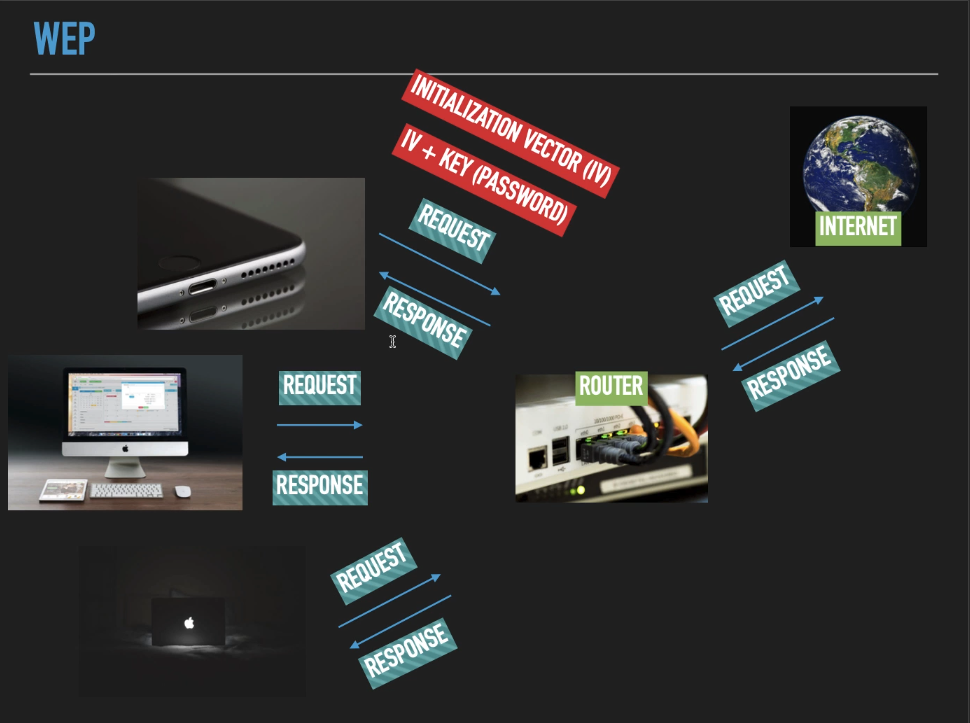 WEP
INITIALIZATION VECTOR (IV)
IV + KEY (PASSWORD)
REQUEST
RESPONSE
INTERNET
REQUEST
RESPONSE
REQUEST
RESPONSE
ROUTER
REQUEST
RESPONSE